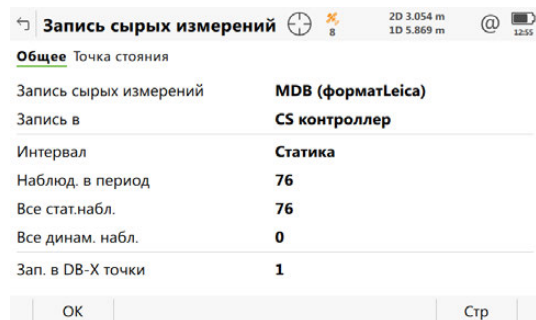 Запись сырых измерений 8 2D 3.054 m 1D 5.869 m @ 12:55
Общее Точка стояния
Запись сырых измерений MDB (форматLeica)
Запись в CS контроллер
Интервал Статика
Наблюд. в период 76
Все стат.набл. 76
Все динам. набл. 0
Зап. в DB-X точки 1
OK Стр